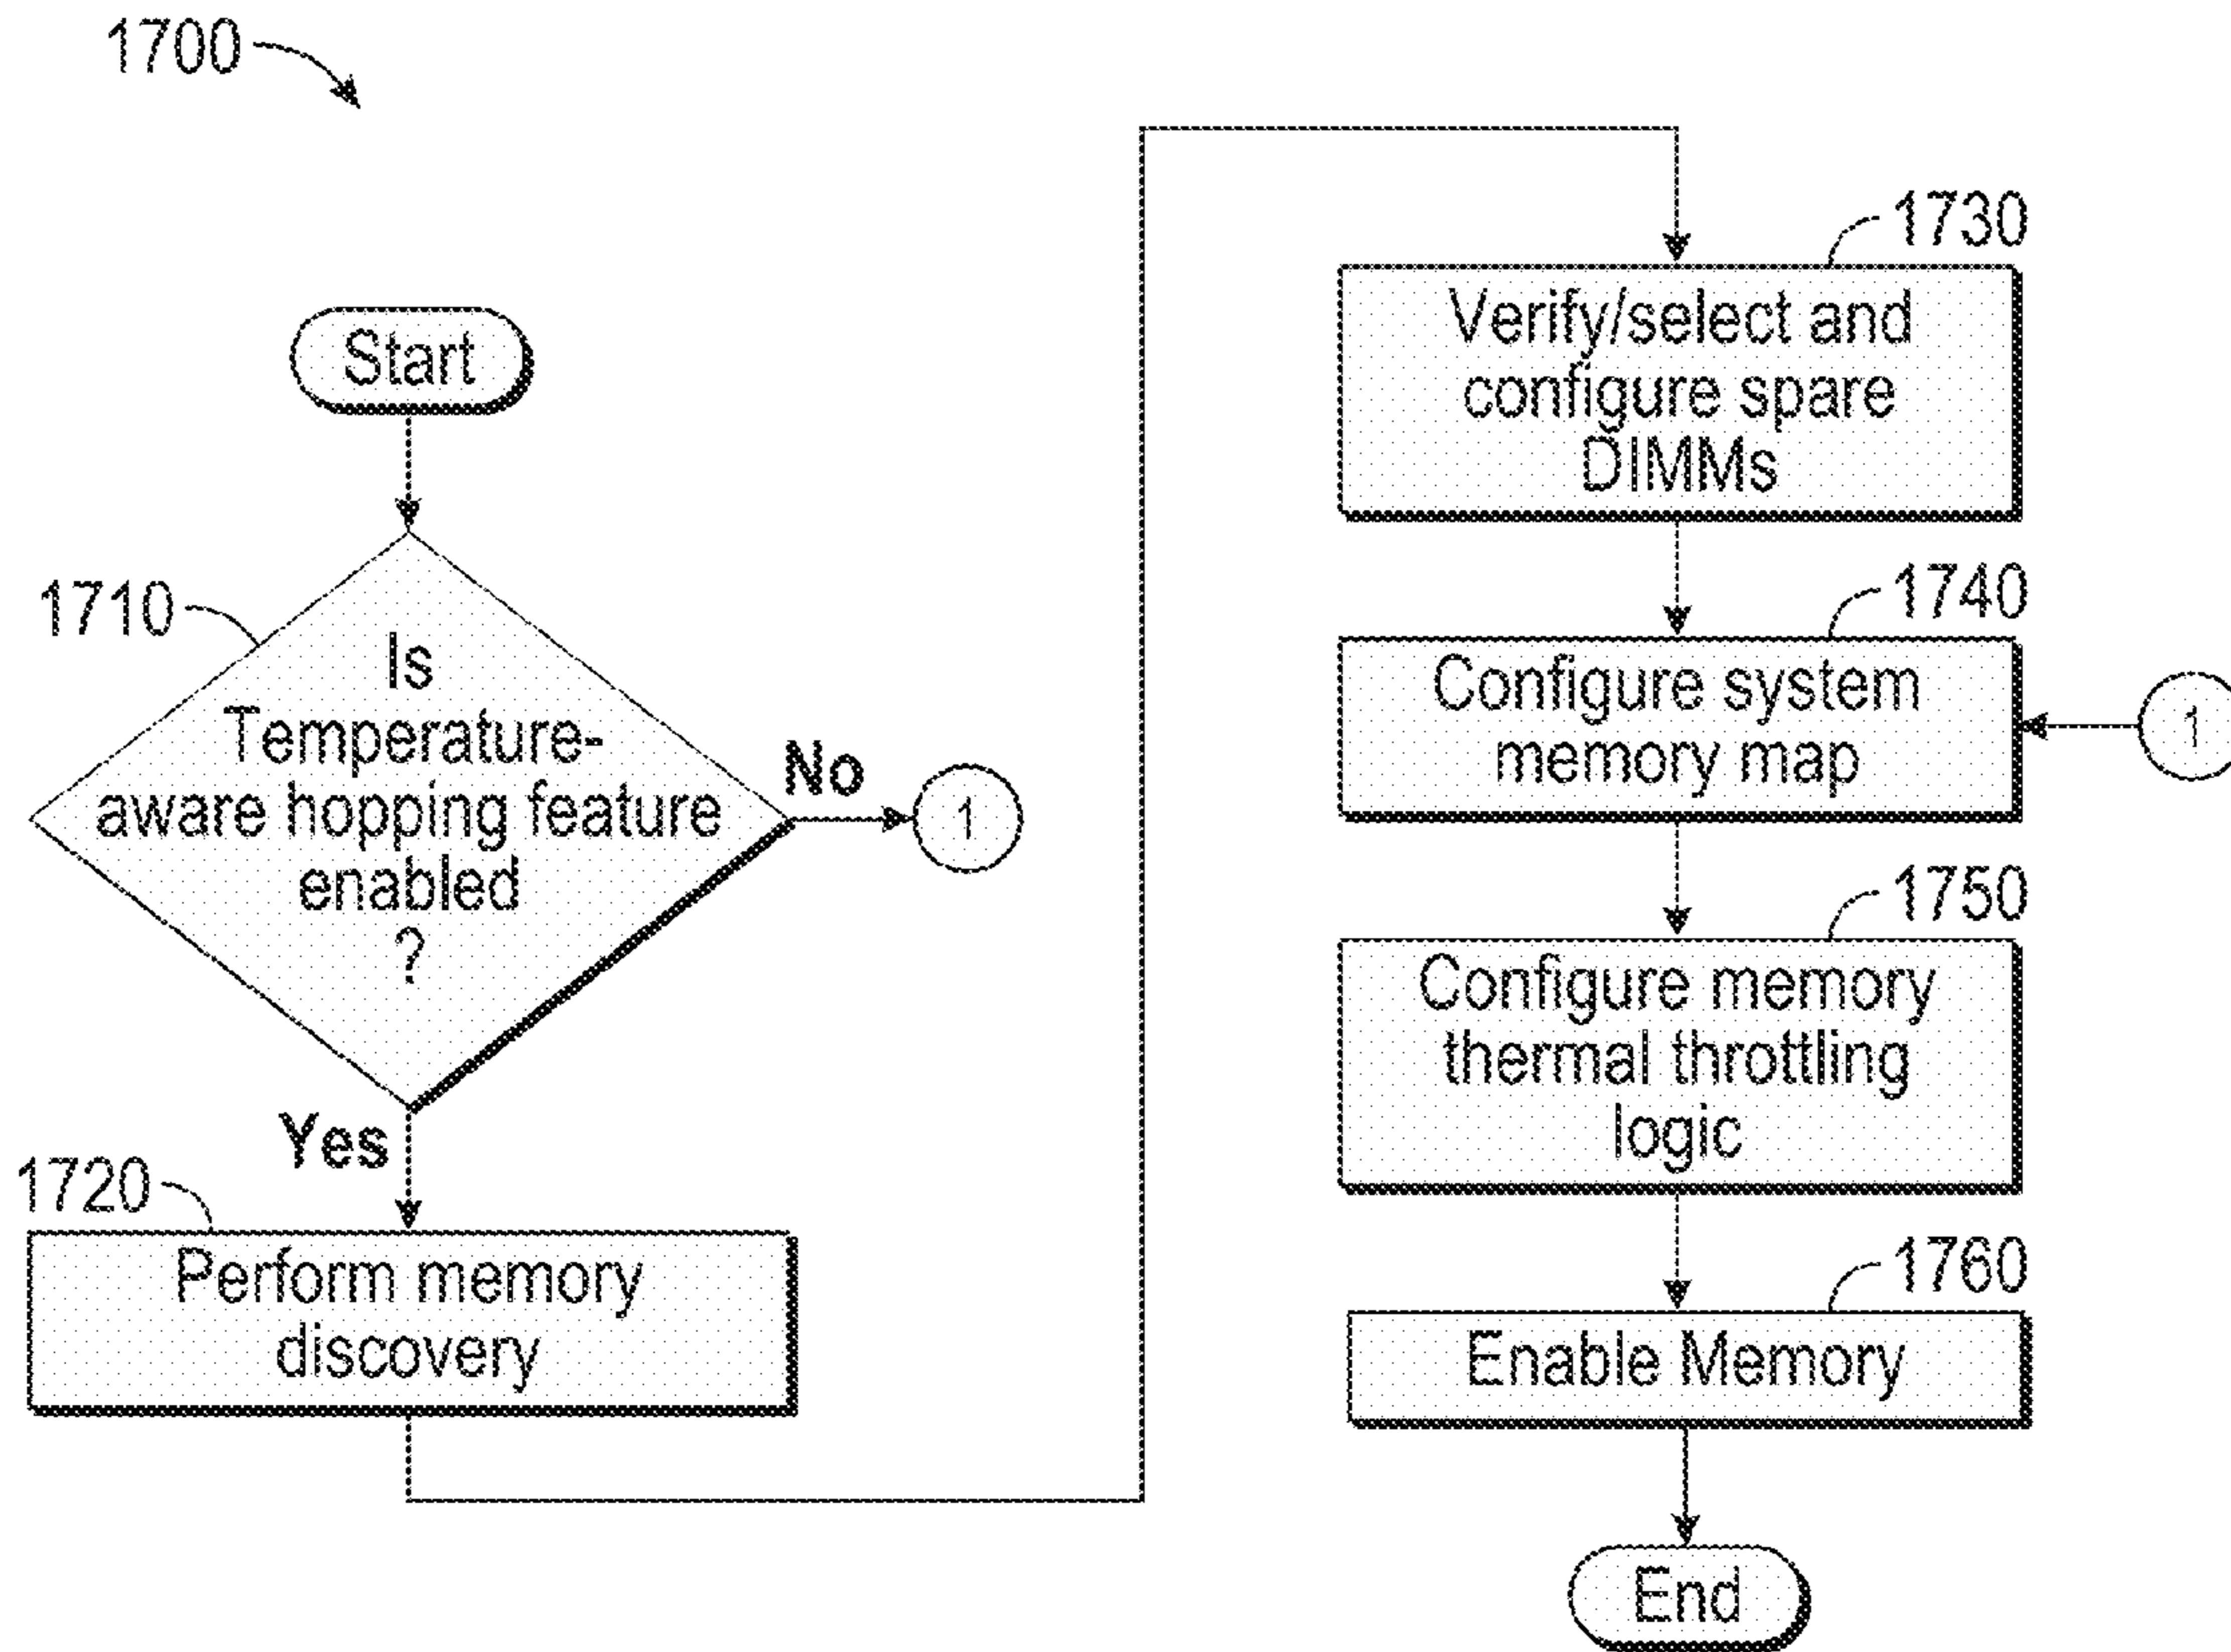 1700
Start
1710
Is
Temperature-
aware hopping feature
enabled
?
No
1
Yes
1720
Perform memory
discovery
1730
Verify/select and
configure spare
DIMMs
1740
Configure system
memory map
1
1750
Configure memory
thermal throttling
logic
1760
Enable Memory
End